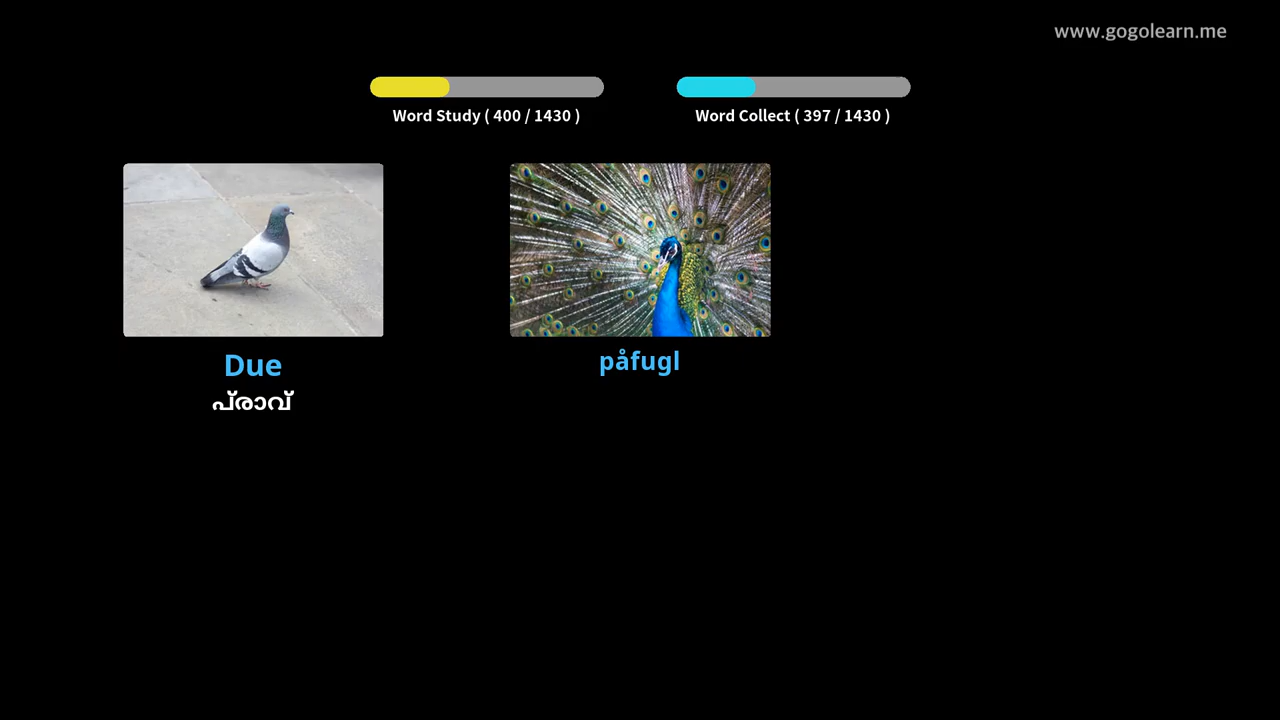 www.gogolearn.me
Word Study ( 400 / 1430 )
Word Collect ( 397 / 1430 )
Due
പ്രാവ്
påfugl